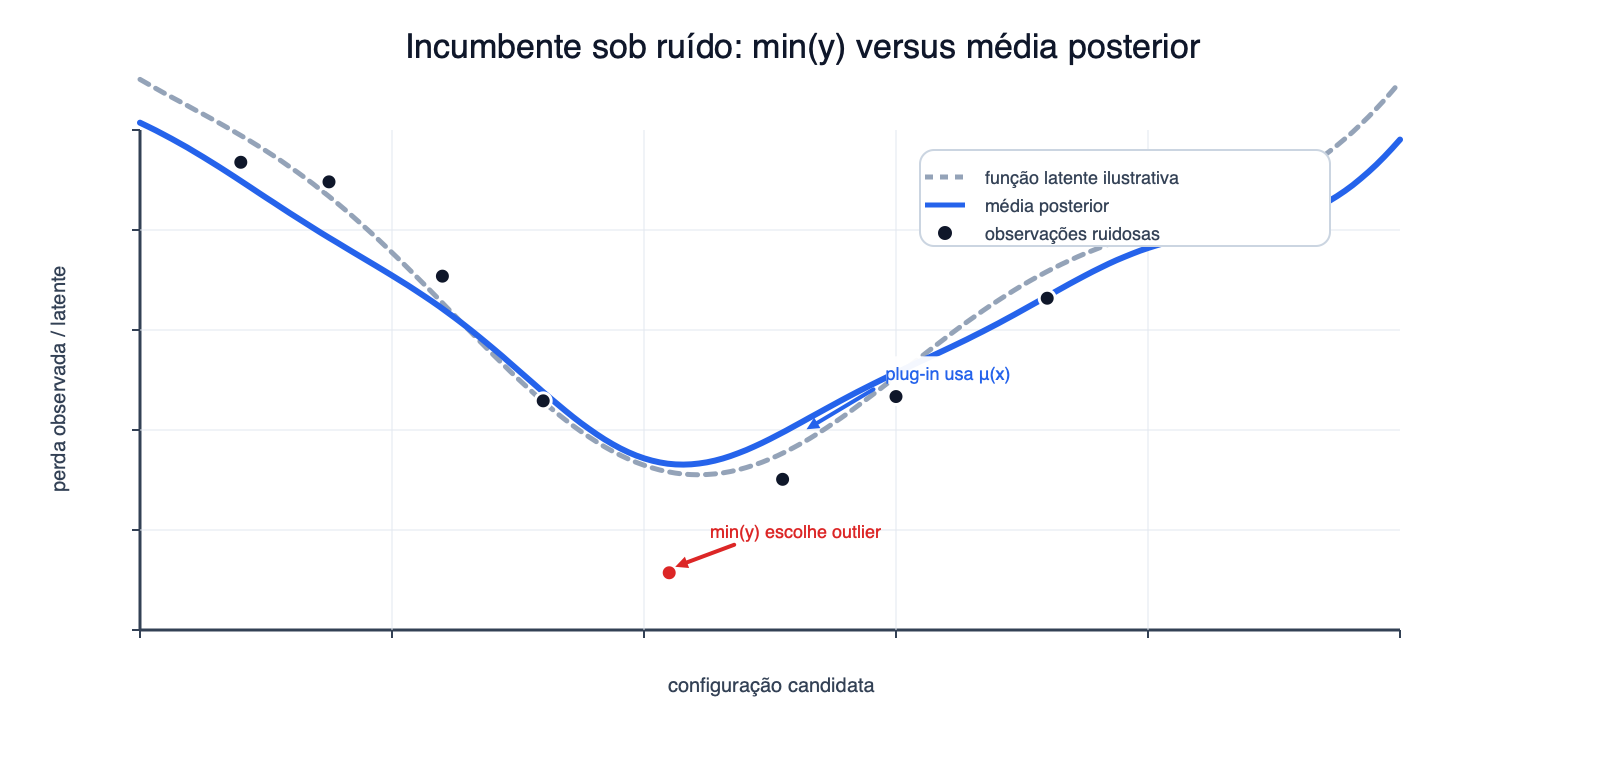 Incumbente sob ruído: min(y) versus média posterior
função latente ilustrativa
média posterior
observações ruidosas
perda observada / latente
plug-in usa μ(x)
min(y) escolhe outlier
configuração candidata